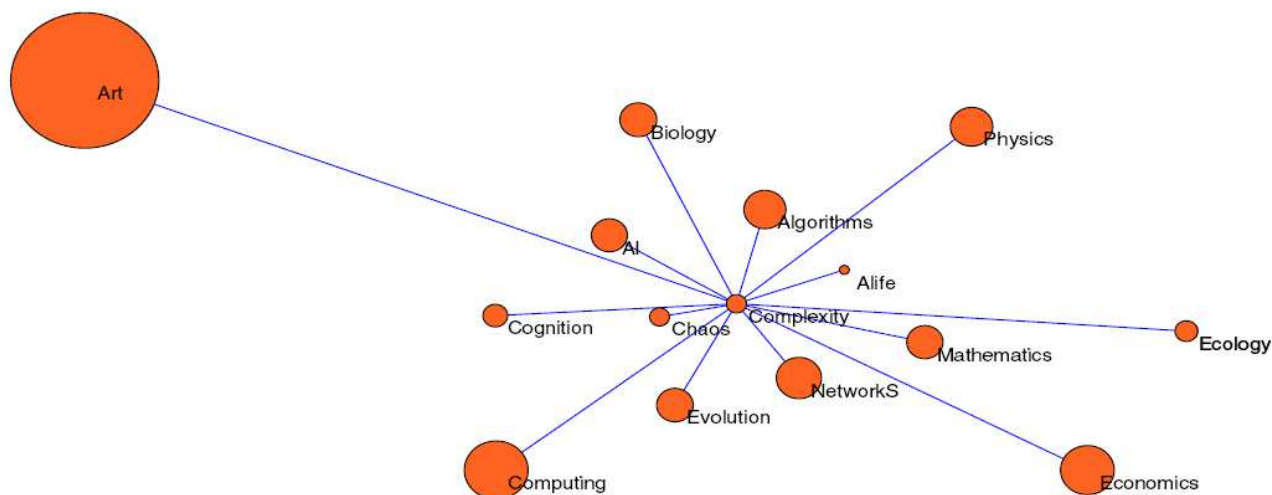 Art
Biology
Physics
Algorithms
AI
Alife
Complexity
Chaos
Cognition
Ecology
Mathematics
NetworkS
Evolution
Computing
Economics